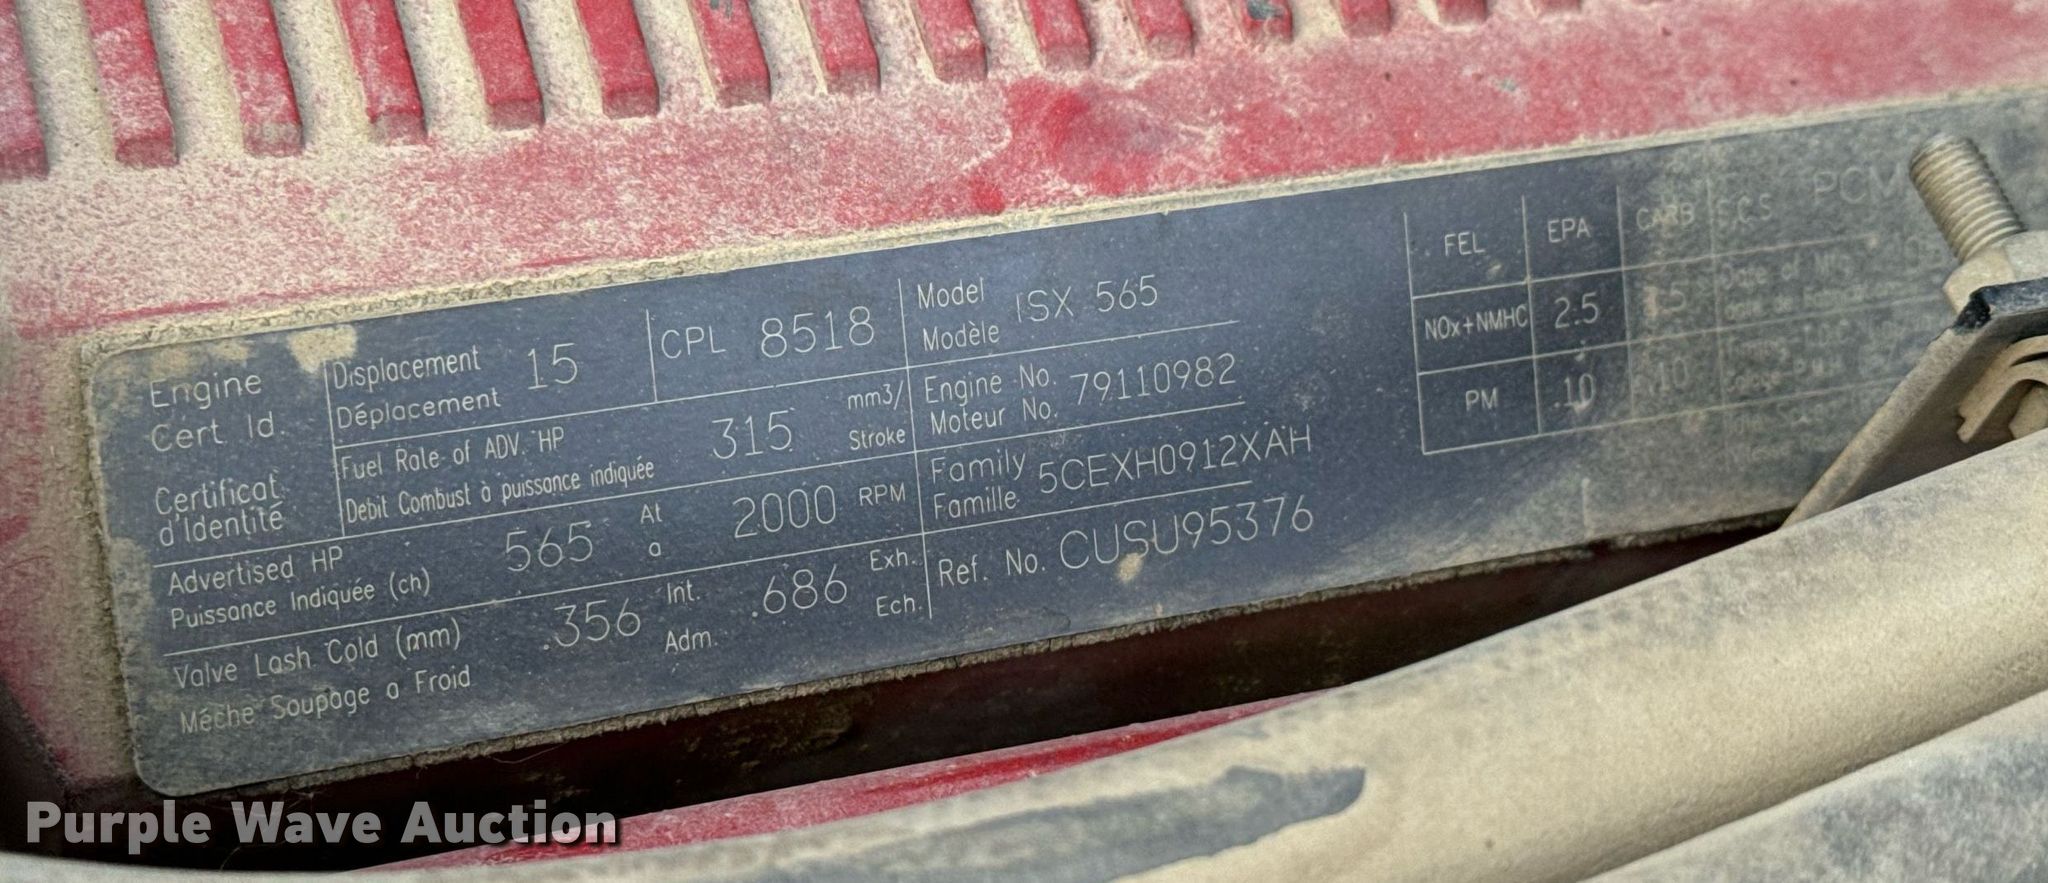 Engine
Cert Id.
Certificat
d'Identité
Displacement
Déplacement
15
CPL 8518
Fuel Rate of ADV. HP
Debit Combust à puissance indiquée
315
mm3/
Stroke
Advertised HP
Puissance Indiquée (ch)
565
At
a
2000 RPM
Valve Lash Cold (mm)
Méche Soupage a Froid
.356
Int.
Adm.
.686
Exh.
Ech.
Model
Modèle
ISX 565
Engine No.
Moteur No.
79110982
Family
Famille
5CEXH0912XAH
Ref. No. CUSU95376
FEL EPA CARB
NOx+NMHC 2.5
PM .10
PCM
Date of
Purple Wave Auction